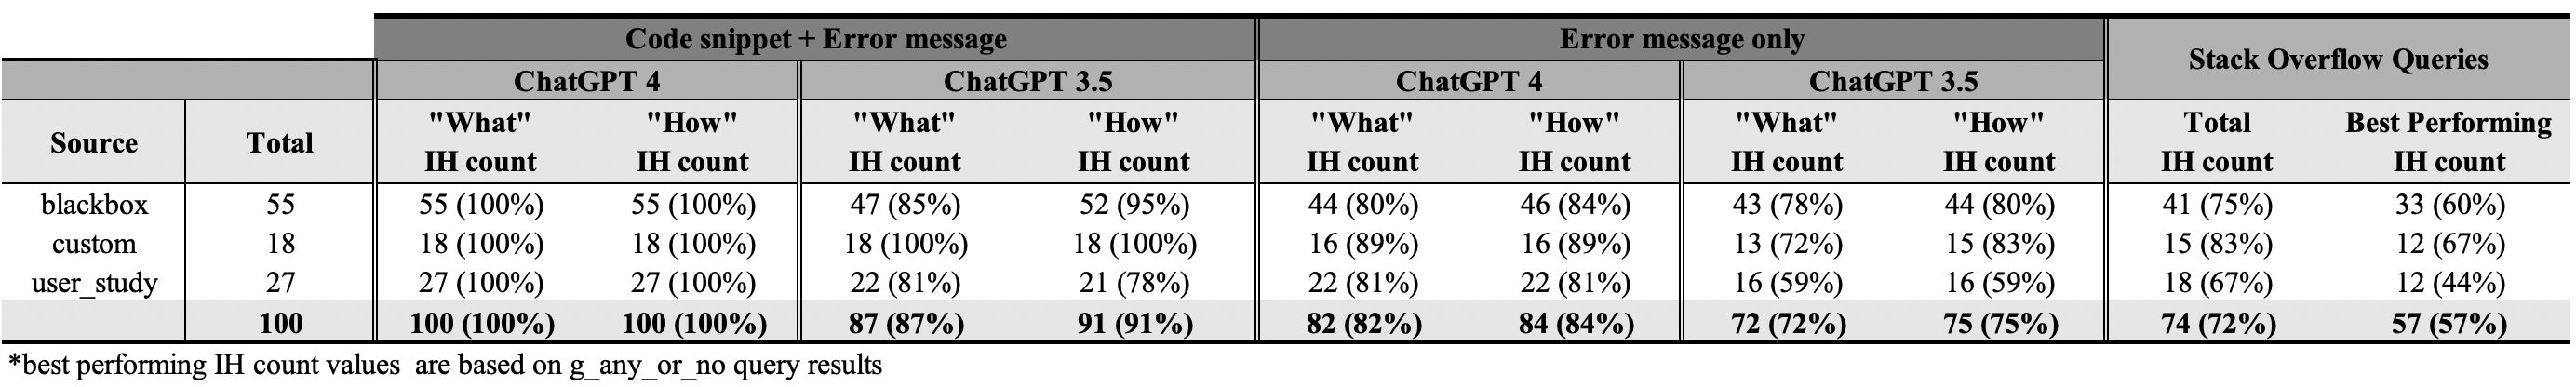 Code snippet + Error message Error message only Stack Overflow Queries
ChatGPT 4 ChatGPT 3.5 ChatGPT 4 ChatGPT 3.5
Source Total "What" IH count "How" IH count "What" IH count "How" IH count "What" IH count "How" IH count "What" IH count "How" IH count Total IH count Best Performing IH count
blackbox 55 55 (100%) 55 (100%) 47 (85%) 52 (95%) 44 (80%) 46 (84%) 43 (78%) 44 (80%) 41 (75%) 33 (60%)
custom 18 18 (100%) 18 (100%) 18 (100%) 18 (100%) 16 (89%) 16 (89%) 13 (72%) 15 (83%) 15 (83%) 12 (67%)
user_study 27 27 (100%) 27 (100%) 22 (81%) 21 (78%) 22 (81%) 22 (81%) 16 (59%) 16 (59%) 18 (67%) 12 (44%)
100 100 (100%) 100 (100%) 87 (87%) 91 (91%) 82 (82%) 84 (84%) 72 (72%) 75 (75%) 74 (72%) 57 (57%)
*best performing IH count values are based on g_any_or_no query results